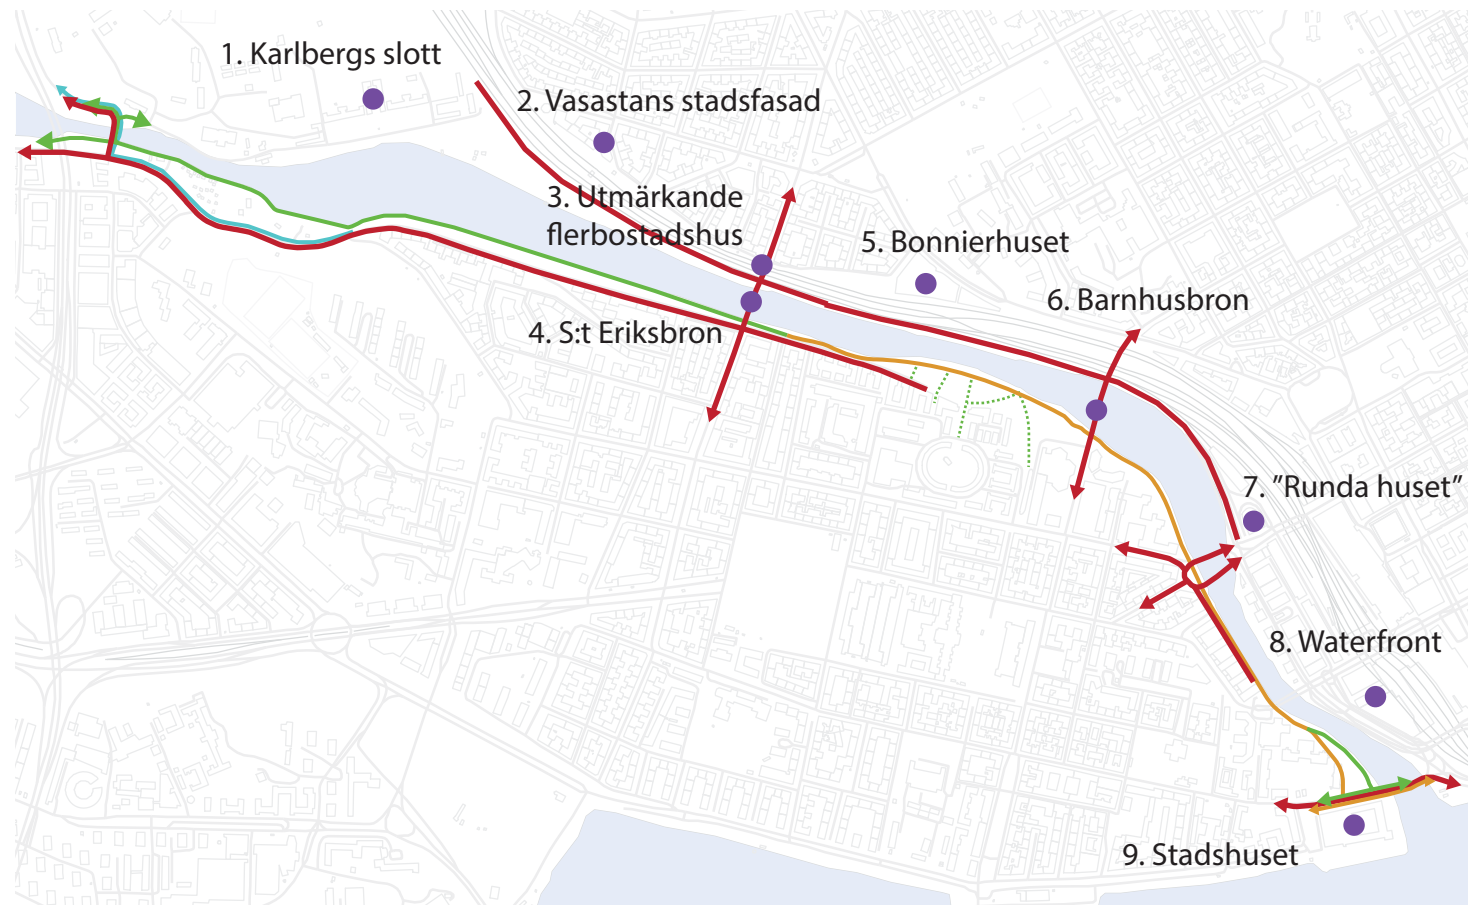 1. Karlbergs slott
2. Vasastans stadsfasad
3. Utmärkande
flerbostadshus
4. S:t Eriksbron
5. Bonnierhuset
6. Barnhusbron
7. ”Runda huset”
8. Waterfront
9. Stadshuset